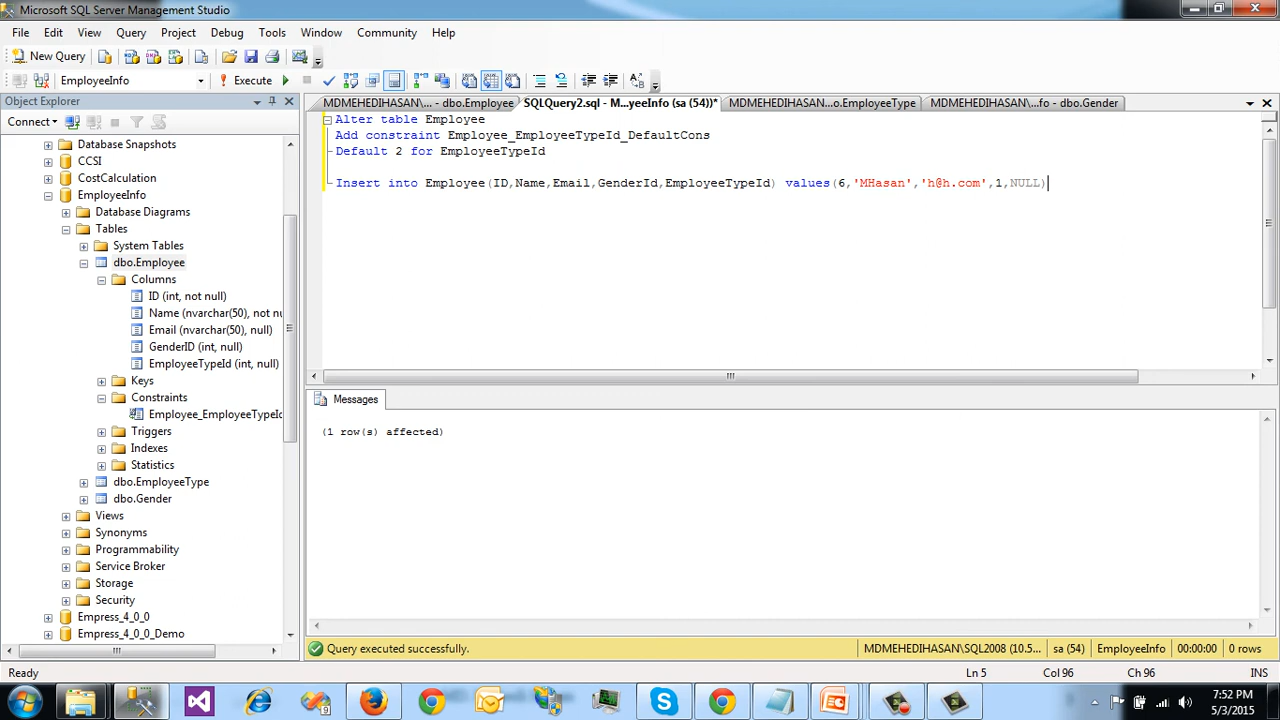 Microsoft SQL Server Management Studio
File Edit View Query Project Debug Tools Window Community Help
New Query
EmployeeInfo Execute
Object Explorer
MDMEHEDIHASAN\... - dbo.Employee SQLQuery2.sql - M...yeeInfo (sa (54))* MDMEHEDIHASAN...o.EmployeeType MDMEHEDIHASAN\...fo - dbo.Gender
Connect
Database Snapshots
CCSI
CostCalculation
EmployeeInfo
Database Diagrams
Tables
System Tables
dbo.Employee
Columns
ID (int, not null)
Name (nvarchar(50), not nu
Email (nvarchar(50), null)
GenderID (int, null)
EmployeeTypeId (int, null)
Keys
Constraints
Employee_EmployeeTypeId
Triggers
Indexes
Statistics
dbo.EmployeeType
dbo.Gender
Views
Synonyms
Programmability
Service Broker
Storage
Security
Empress_4_0_0
Empress_4_0_0_Demo
Alter table Employee
Add constraint Employee_EmployeeTypeId_DefaultCons
Default 2 for EmployeeTypeId
Insert into Employee(ID,Name,Email,GenderId,EmployeeTypeId) values(6,'MHasan','h@h.com',1,NULL)
Messages
(1 row(s) affected)
Query executed successfully. MDMEHEDIHASAN\SQL2008 (10.5... sa (54) EmployeeInfo 00:00:00 0 rows
Ready Ln 5 Col 96 Ch 96 INS
7:52 PM
5/3/2015